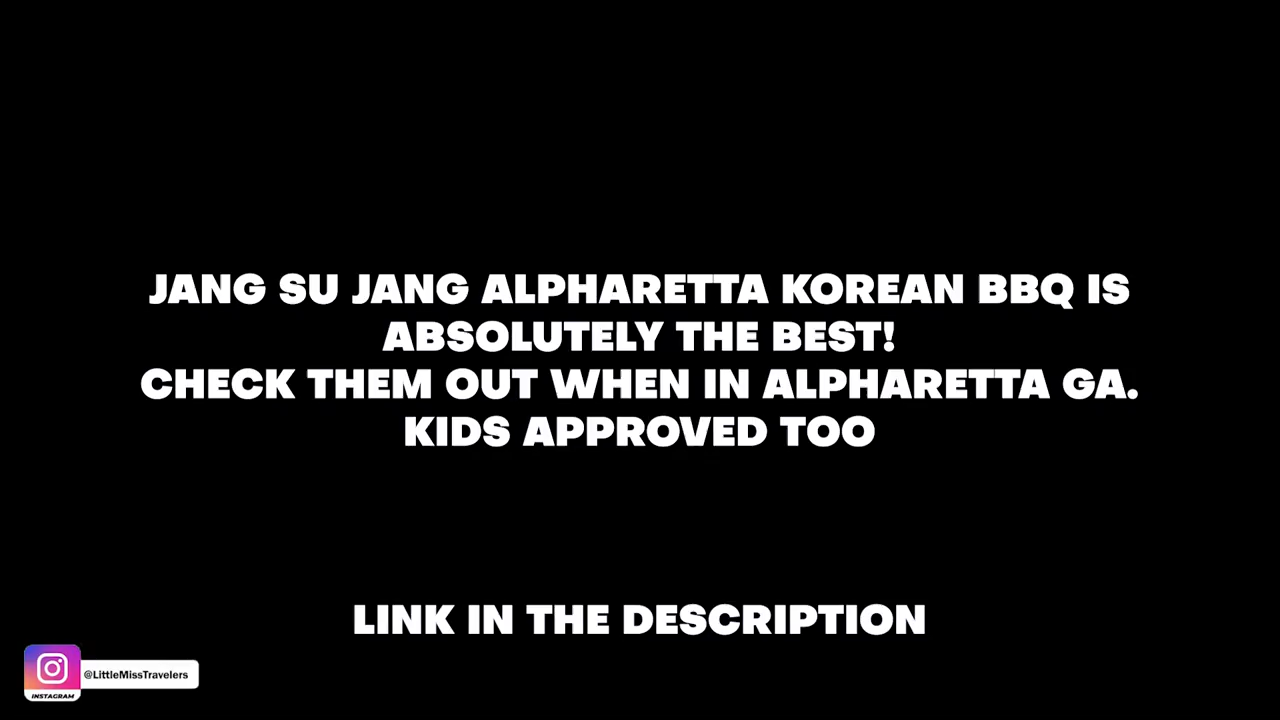 JANG SU JANG ALPHARETTA KOREAN BBQ IS
ABSOLUTELY THE BEST!
CHECK THEM OUT WHEN IN ALPHARETTA GA.
KIDS APPROVED TOO
LINK IN THE DESCRIPTION
@LittleMissTravelers
INSTAGRAM